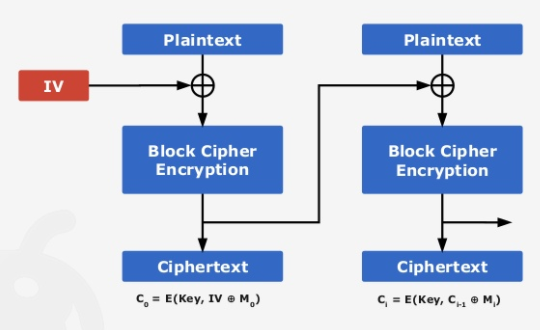 Plaintext
Plaintext
IV
Block Cipher
Encryption
Block Cipher
Encryption
Ciphertext
Ciphertext
C₀ = E(Key, IV ⊕ M₀)
Cᵢ = E(Key, Cᵢ₋₁ ⊕ Mᵢ)